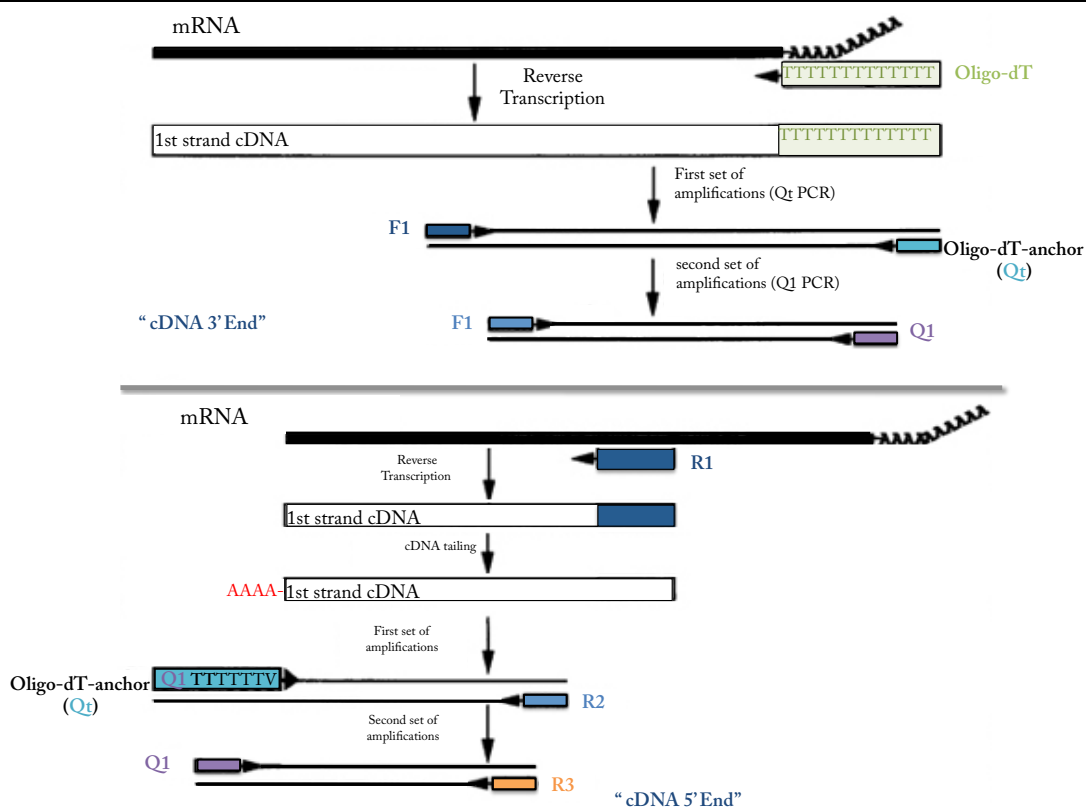 mRNA
TTTTTTTTTTTTTT
Oligo-dT
Reverse
Transcription
1st strand cDNA
TTTTTTTTTTTTTT
First set of
amplifications (Qt PCR)
F1
Oligo-dT-anchor
(Qt)
second set of
amplifications (Q1 PCR)
“cDNA 3’ End”
F1
Q1
mRNA
Reverse
Transcription
R1
1st strand cDNA
cDNA tailing
AAAA-1st strand cDNA
First set of
amplifications
Oligo-dT-anchor
(Qt)
Q1 TTTTTTV
R2
Second set of
amplifications
Q1
R3
“cDNA 5’ End”